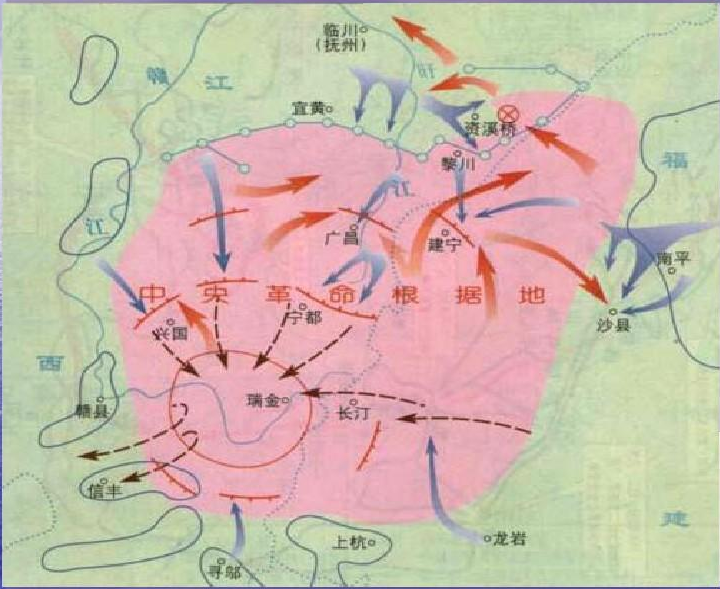 临川
(抚州)
赣 江
宜黄
资溪桥
黎川
福
江
江
广昌
建宁
南平
中央革命根据地
兴国
宁都
沙县
西
赣县
瑞金
长汀
信丰
上杭
龙岩
建
寻邬